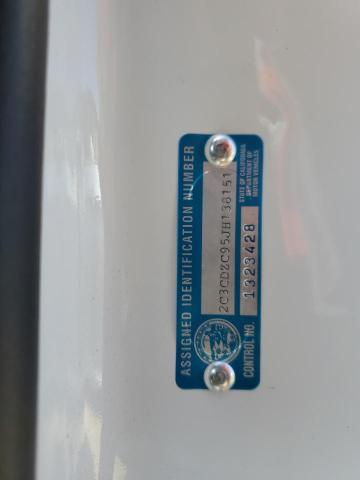 ASSIGNED IDENTIFICATION NUMBER
2C3CDZC95JH138151
STATE OF CALIFORNIA
DEPARTMENT OF
MOTOR VEHICLES
CONTROL NO. 1323428